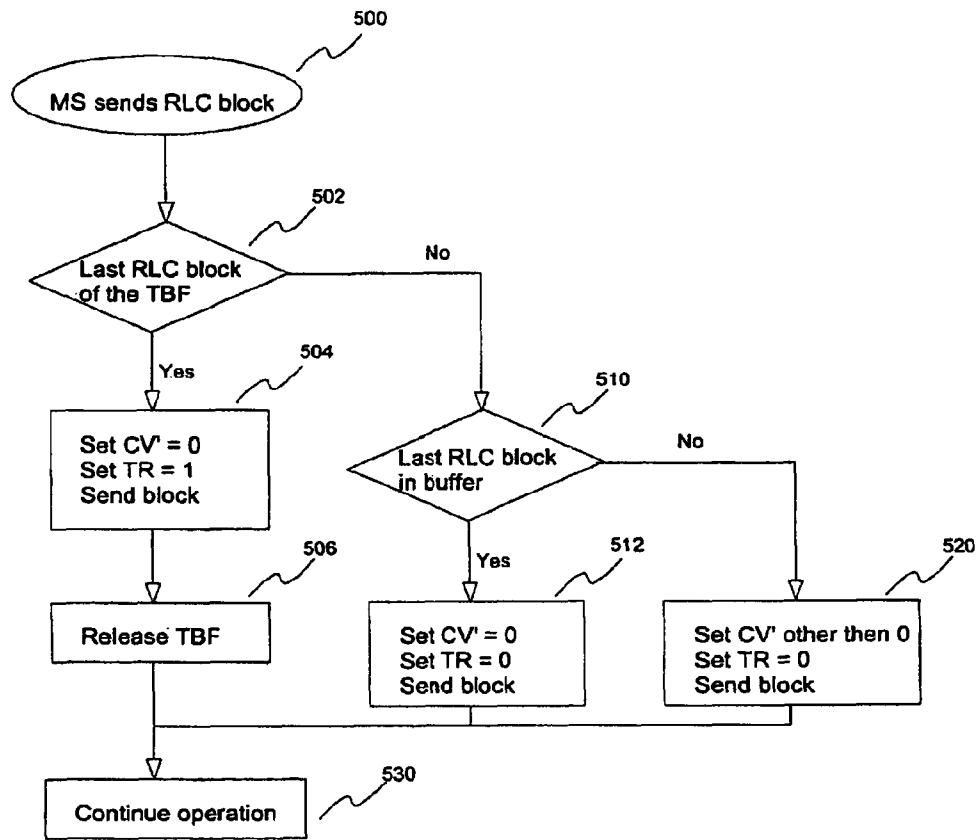 500
MS sends RLC block
502
Last RLC block
of the TBF
No
Yes
504
Set CV' = 0
Set TR = 1
Send block
510
Last RLC block
in buffer
No
506
Release TBF
Yes
512
Set CV' = 0
Set TR = 0
Send block
520
Set CV' other then 0
Set TR = 0
Send block
530
Continue operation